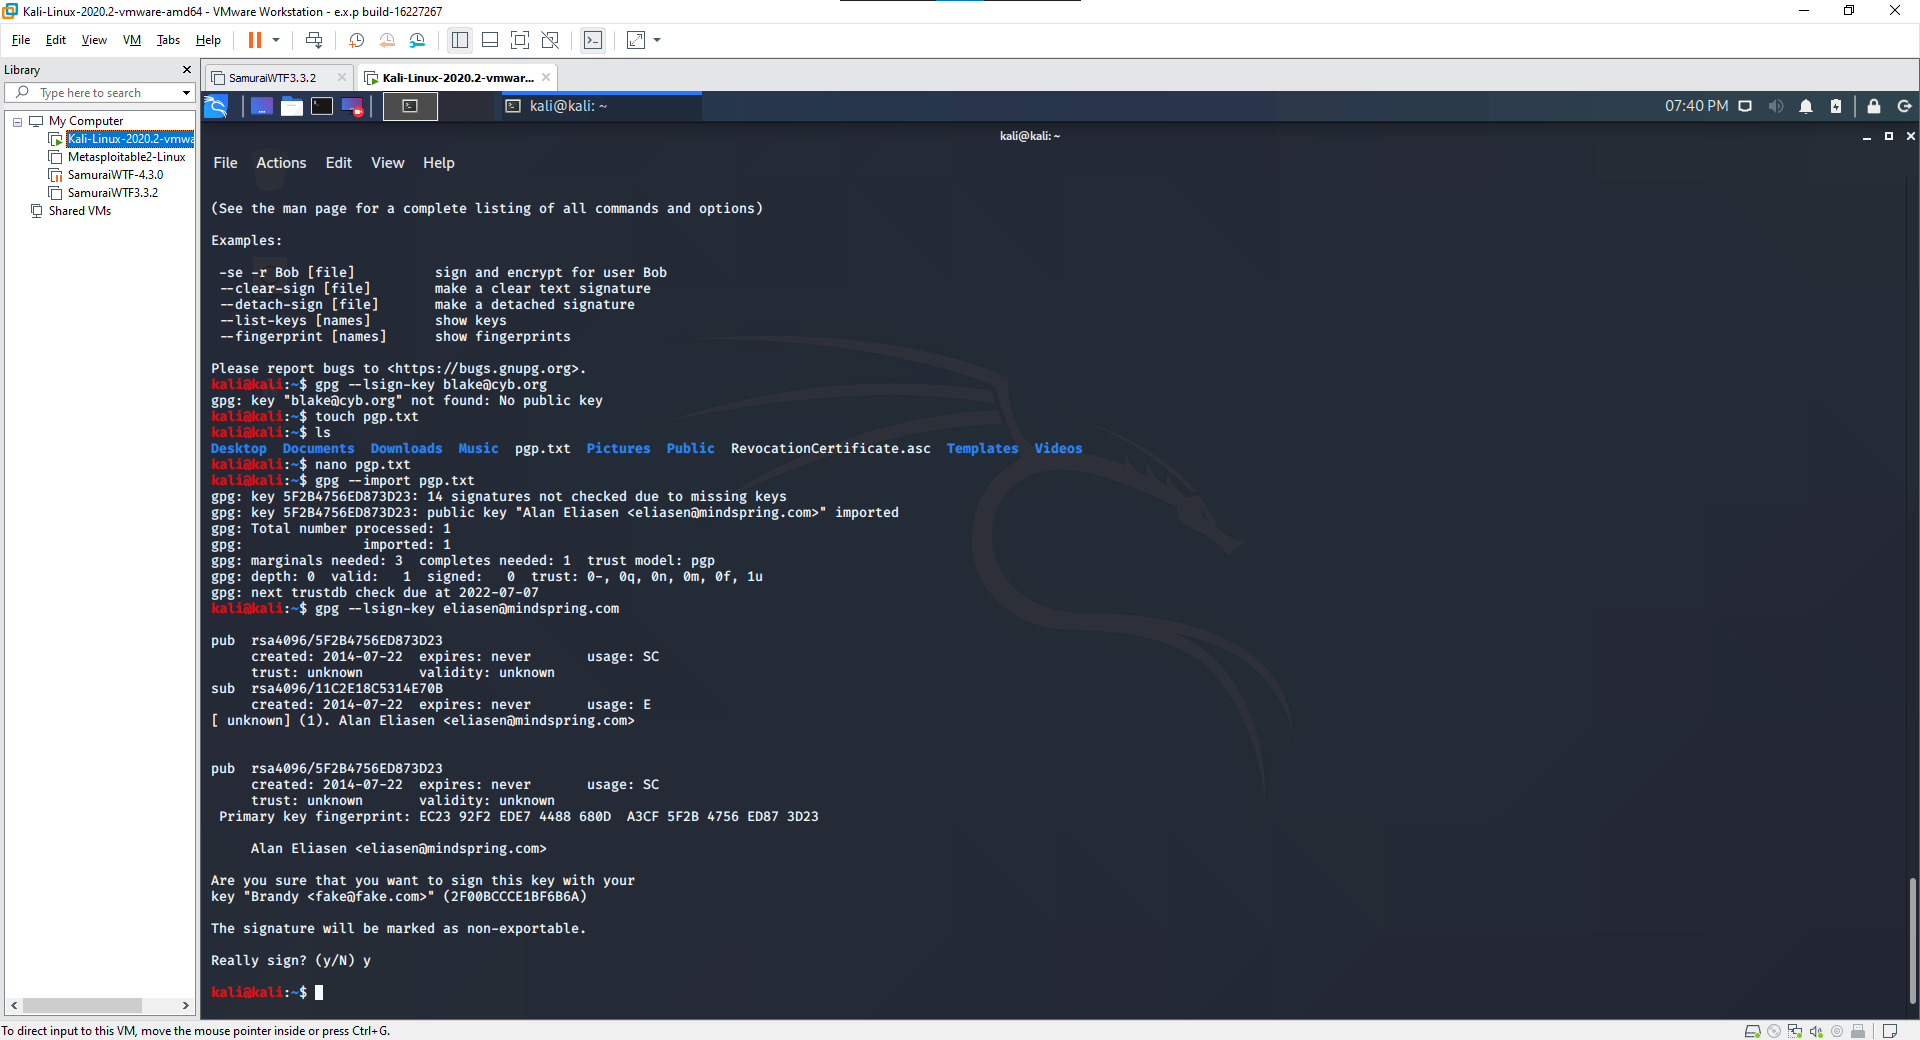 Kali-Linux-2020.2-vmware-amd64 - VMware Workstation - e.x.p build-16227267
File Edit View VM Tabs Help
Library
Type here to search
My Computer
Kali-Linux-2020.2-vmwa
Metasploitable2-Linux
SamuraiWTF-4.3.0
SamuraiWTF3.3.2
Shared VMs
SamuraiWTF3.3.2
Kali-Linux-2020.2-vmwar...
kali@kali: ~
07:40 PM
kali@kali: ~
File Actions Edit View Help
(See the man page for a complete listing of all commands and options)
Examples:
-se -r Bob [file] sign and encrypt for user Bob
--clear-sign [file] make a clear text signature
--detach-sign [file] make a detached signature
--list-keys [names] show keys
--fingerprint [names] show fingerprints
Please report bugs to <https://bugs.gnupg.org>.
kali@kali:~$ gpg --lsign-key blake@cyb.org
gpg: key "blake@cyb.org" not found: No public key
kali@kali:~$ touch pgp.txt
kali@kali:~$ ls
Desktop Documents Downloads Music pgp.txt Pictures Public RevocationCertificate.asc Templates Videos
kali@kali:~$ nano pgp.txt
kali@kali:~$ gpg --import pgp.txt
gpg: key 5F2B4756ED873D23: 14 signatures not checked due to missing keys
gpg: key 5F2B4756ED873D23: public key "Alan Eliasen <eliasen@mindspring.com>" imported
gpg: Total number processed: 1
gpg: imported: 1
gpg: marginals needed: 3 completes needed: 1 trust model: pgp
gpg: depth: 0 valid: 1 signed: 0 trust: 0-, 0q, 0n, 0m, 0f, 1u
gpg: next trustdb check due at 2022-07-07
kali@kali:~$ gpg --lsign-key eliasen@mindspring.com
pub rsa4096/5F2B4756ED873D23
created: 2014-07-22 expires: never usage: SC
trust: unknown validity: unknown
sub rsa4096/11C2E18C5314E70B
created: 2014-07-22 expires: never usage: E
[ unknown] (1). Alan Eliasen <eliasen@mindspring.com>
pub rsa4096/5F2B4756ED873D23
created: 2014-07-22 expires: never usage: SC
trust: unknown validity: unknown
Primary key fingerprint: EC23 92F2 EDE7 4488 680D A3CF 5F2B 4756 ED87 3D23
Alan Eliasen <eliasen@mindspring.com>
Are you sure that you want to sign this key with your
key "Brandy <fake@fake.com>" (2F00BCCCE1BF6B6A)
The signature will be marked as non-exportable.
Really sign? (y/N) y
kali@kali:~$
To direct input to this VM, move the mouse pointer inside or press Ctrl+G.